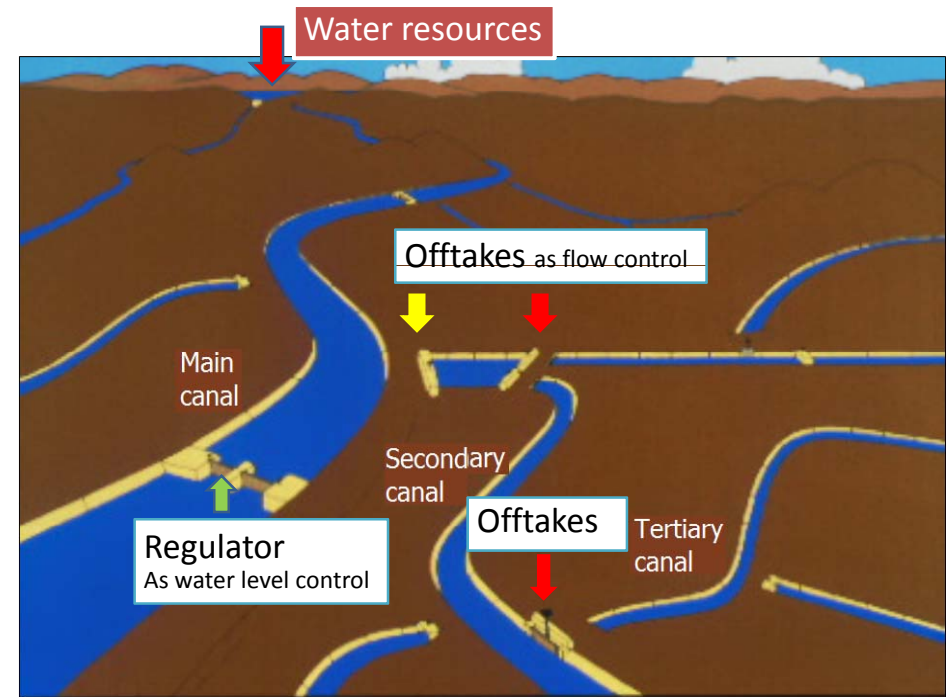 Water resources
Offtakes as flow control
Main
canal
Secondary
canal
Offtakes
Tertiary
canal
Regulator
As water level control